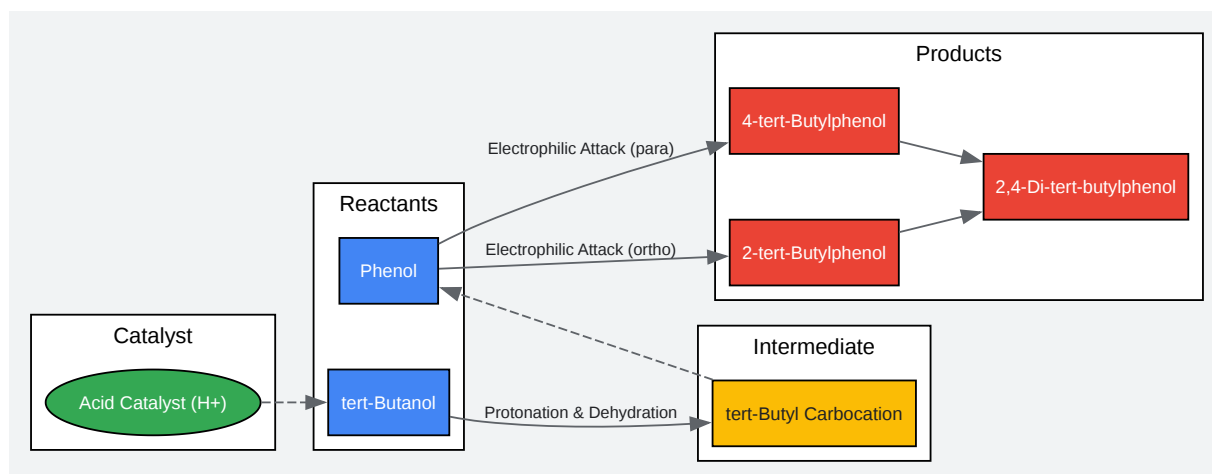 Products
4-tert-Butylphenol
Electrophilic Attack (para)
2,4-Di-tert-butylphenol
Reactants
Electrophilic Attack (ortho)
2-tert-Butylphenol
Phenol
Catalyst
Intermediate
Acid Catalyst (H+)
tert-Butanol
Protonation & Dehydration
tert-Butyl Carbocation